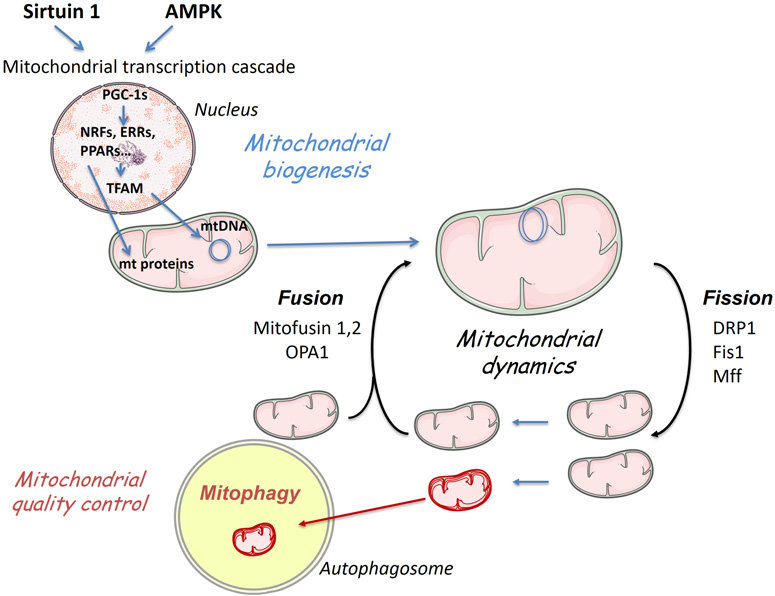 Sirtuin 1
AMPK
Mitochondrial transcription cascade
PGC-1s
Nucleus
NRFs, ERRs,
PPARs...
TFAM
Mitochondrial
biogenesis
mtDNA
mt proteins
Fusion
Mitofusin 1,2
OPA1
Mitochondrial
dynamics
Fission
DRP1
Fis1
Mff
Mitochondrial
quality control
Mitophagy
Autophagosome